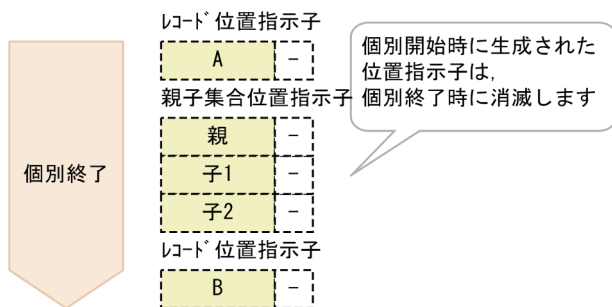 レコード位置指示子
A -
親子集合位置指示子
親 -
子1 -
子2 -
レコード位置指示子
B -
個別終了
個別開始時に生成された
位置指示子は,
個別終了時に消滅します